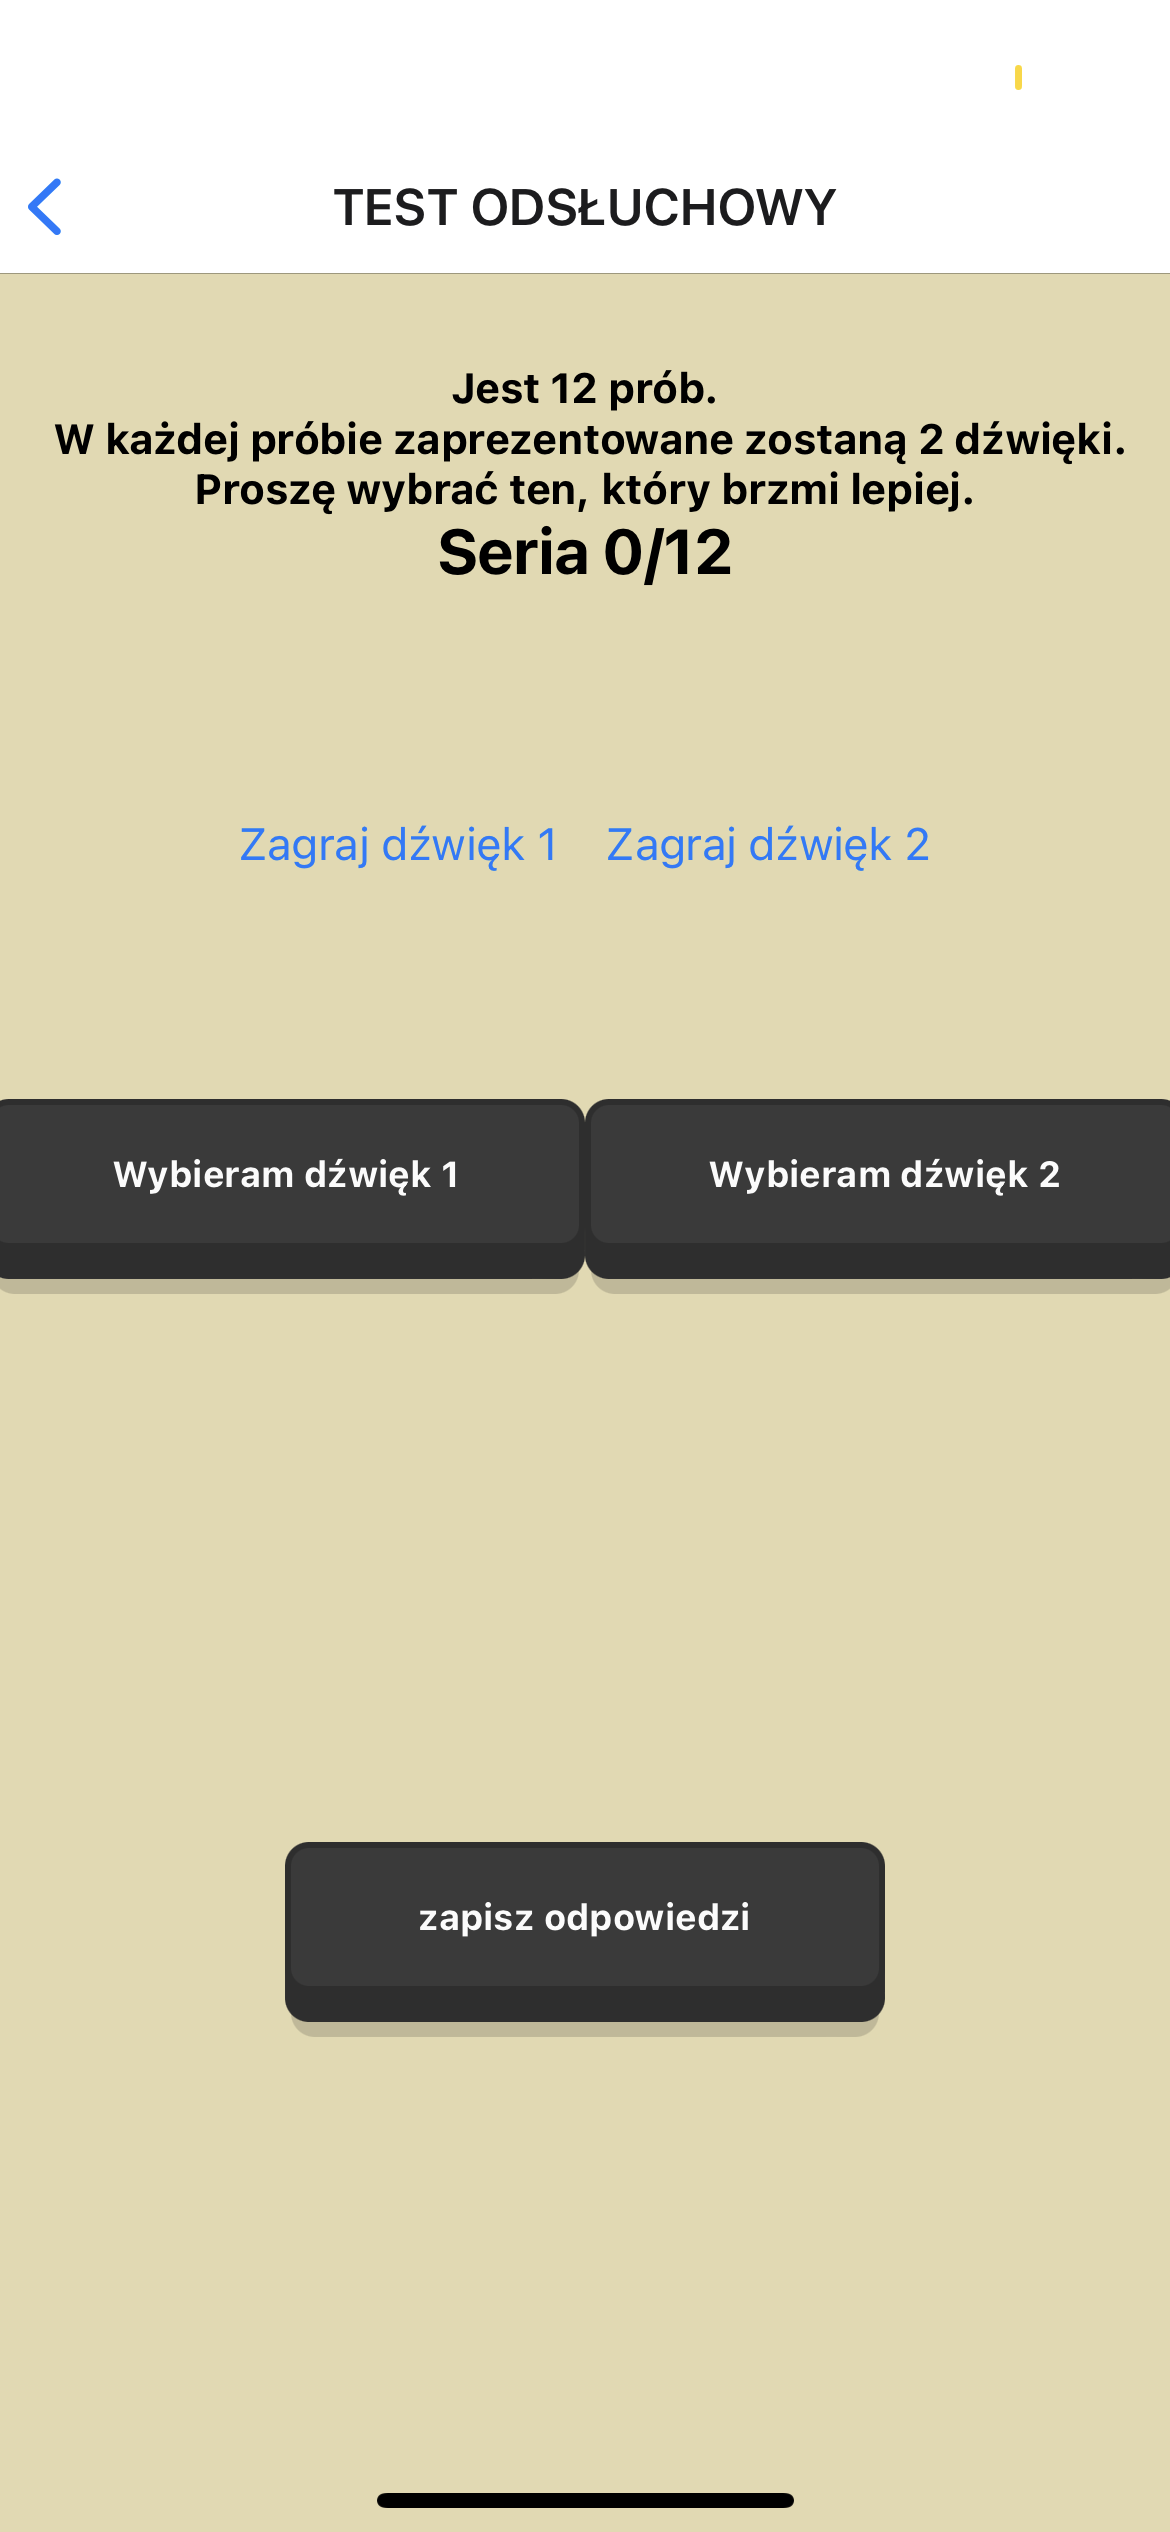 TEST ODSŁUCHOWY
Jest 12 prób.
W każdej próbie zaprezentowane zostaną 2 dźwięki.
Proszę wybrać ten, który brzmi lepiej.
Seria 0/12
Zagraj dźwięk 1 Zagraj dźwięk 2
Wybieram dźwięk 1 Wybieram dźwięk 2
zapisz odpowiedzi